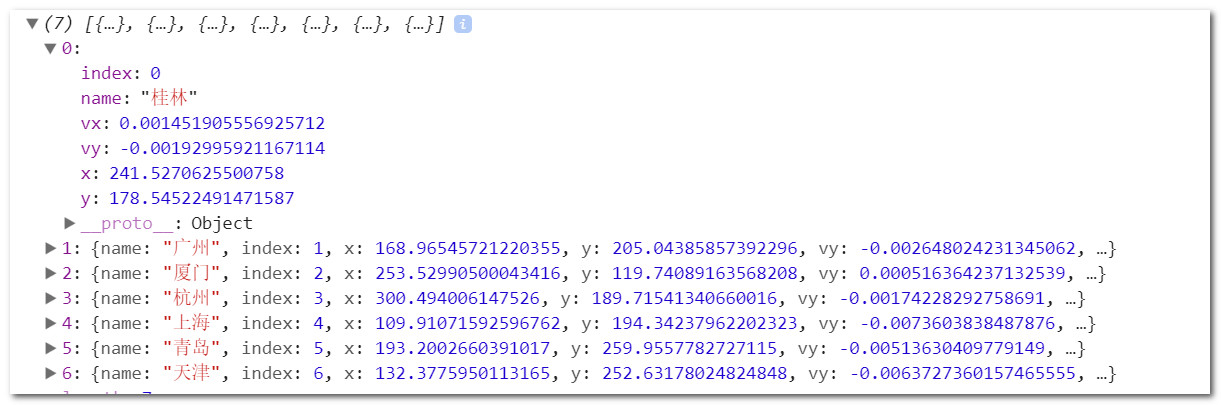 (7) [{…}, {…}, {…}, {…}, {…}, {…}, {…}] i
0:
index: 0
name: "桂林"
vx: 0.001451905556925712
vy: -0.00192995921167114
x: 241.5270625500758
y: 178.54522491471587
__proto__: Object
1: {name: "广州", index: 1, x: 168.96545721220355, y: 205.04385857392296, vy: -0.002648024231345062, …}
2: {name: "厦门", index: 2, x: 253.52990500043416, y: 119.74089163568208, vy: 0.000516364237132539, …}
3: {name: "杭州", index: 3, x: 300.494006147526, y: 189.71541340660016, vy: -0.00174228292758691, …}
4: {name: "上海", index: 4, x: 109.91071592596762, y: 194.34237962202323, vy: -0.0073603838487876, …}
5: {name: "青岛", index: 5, x: 193.2002660391017, y: 259.9557782727115, vy: -0.00513630409779149, …}
6: {name: "天津", index: 6, x: 132.3775950113165, y: 252.63178024824848, vy: -0.0063727360157465555, …}